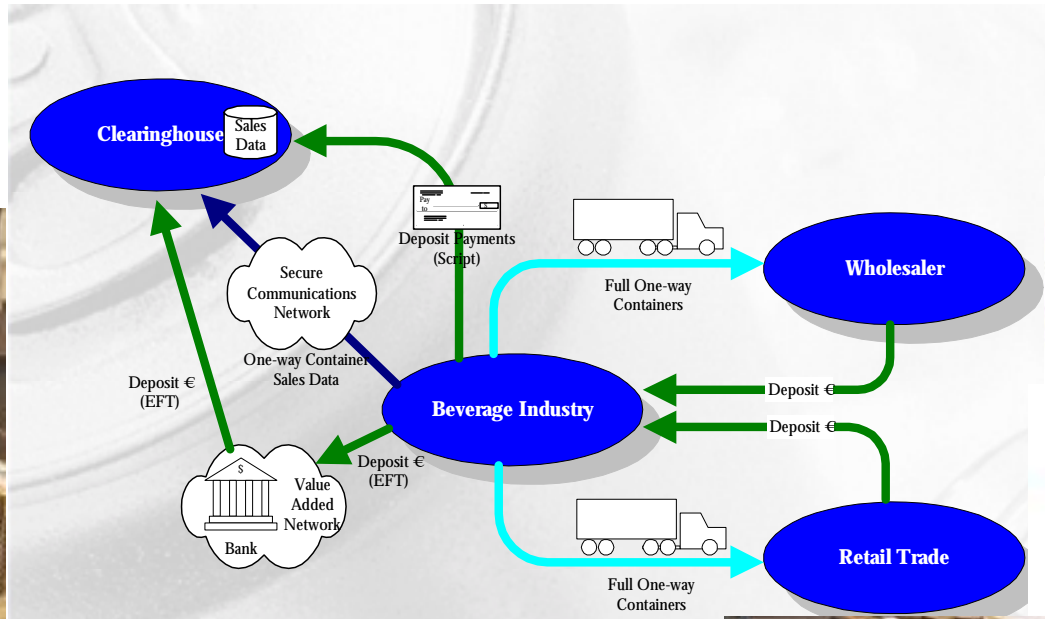 Clearinghouse
Sales
Data
Pay
to
$
Deposit Payments
(Script)
Secure
Communications
Network
One-way Container
Sales Data
Full One-way
Containers
Wholesaler
Deposit €
(EFT)
Beverage Industry
Deposit €
Deposit €
Deposit €
(EFT)
$
Value
Added
Network
Bank
Full One-way
Containers
Retail Trade